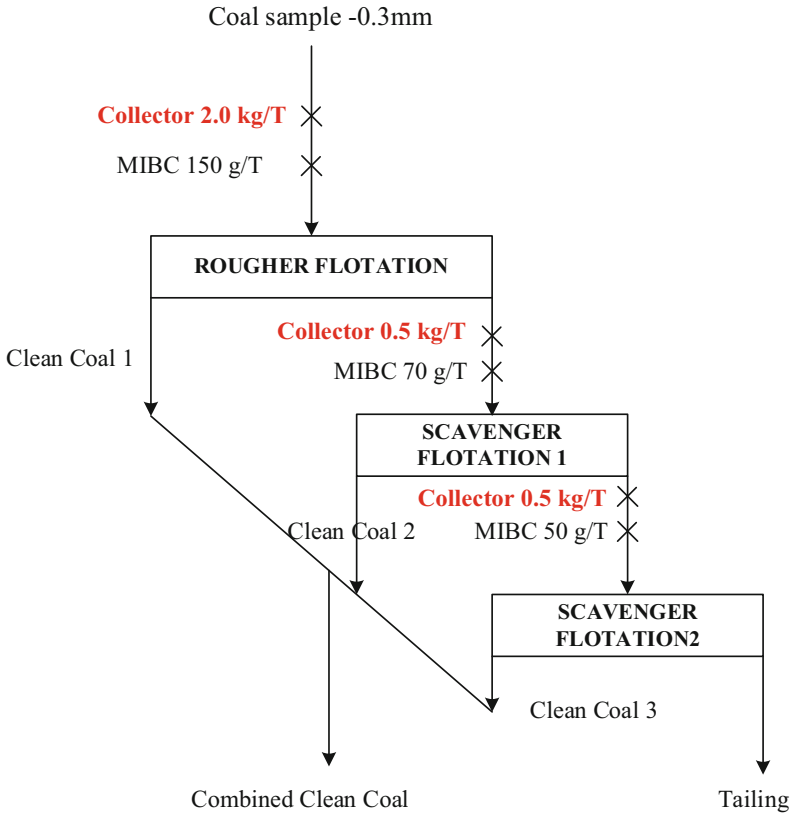 Coal sample -0.3mm
Collector 2.0 kg/T
MIBC 150 g/T
ROUGHER FLOTATION
Collector 0.5 kg/T
Clean Coal 1
MIBC 70 g/T
SCAVENGER
FLOTATION 1
Collector 0.5 kg/T
Clean Coal 2
MIBC 50 g/T
SCAVENGER
FLOTATION2
Clean Coal 3
Combined Clean Coal
Tailing